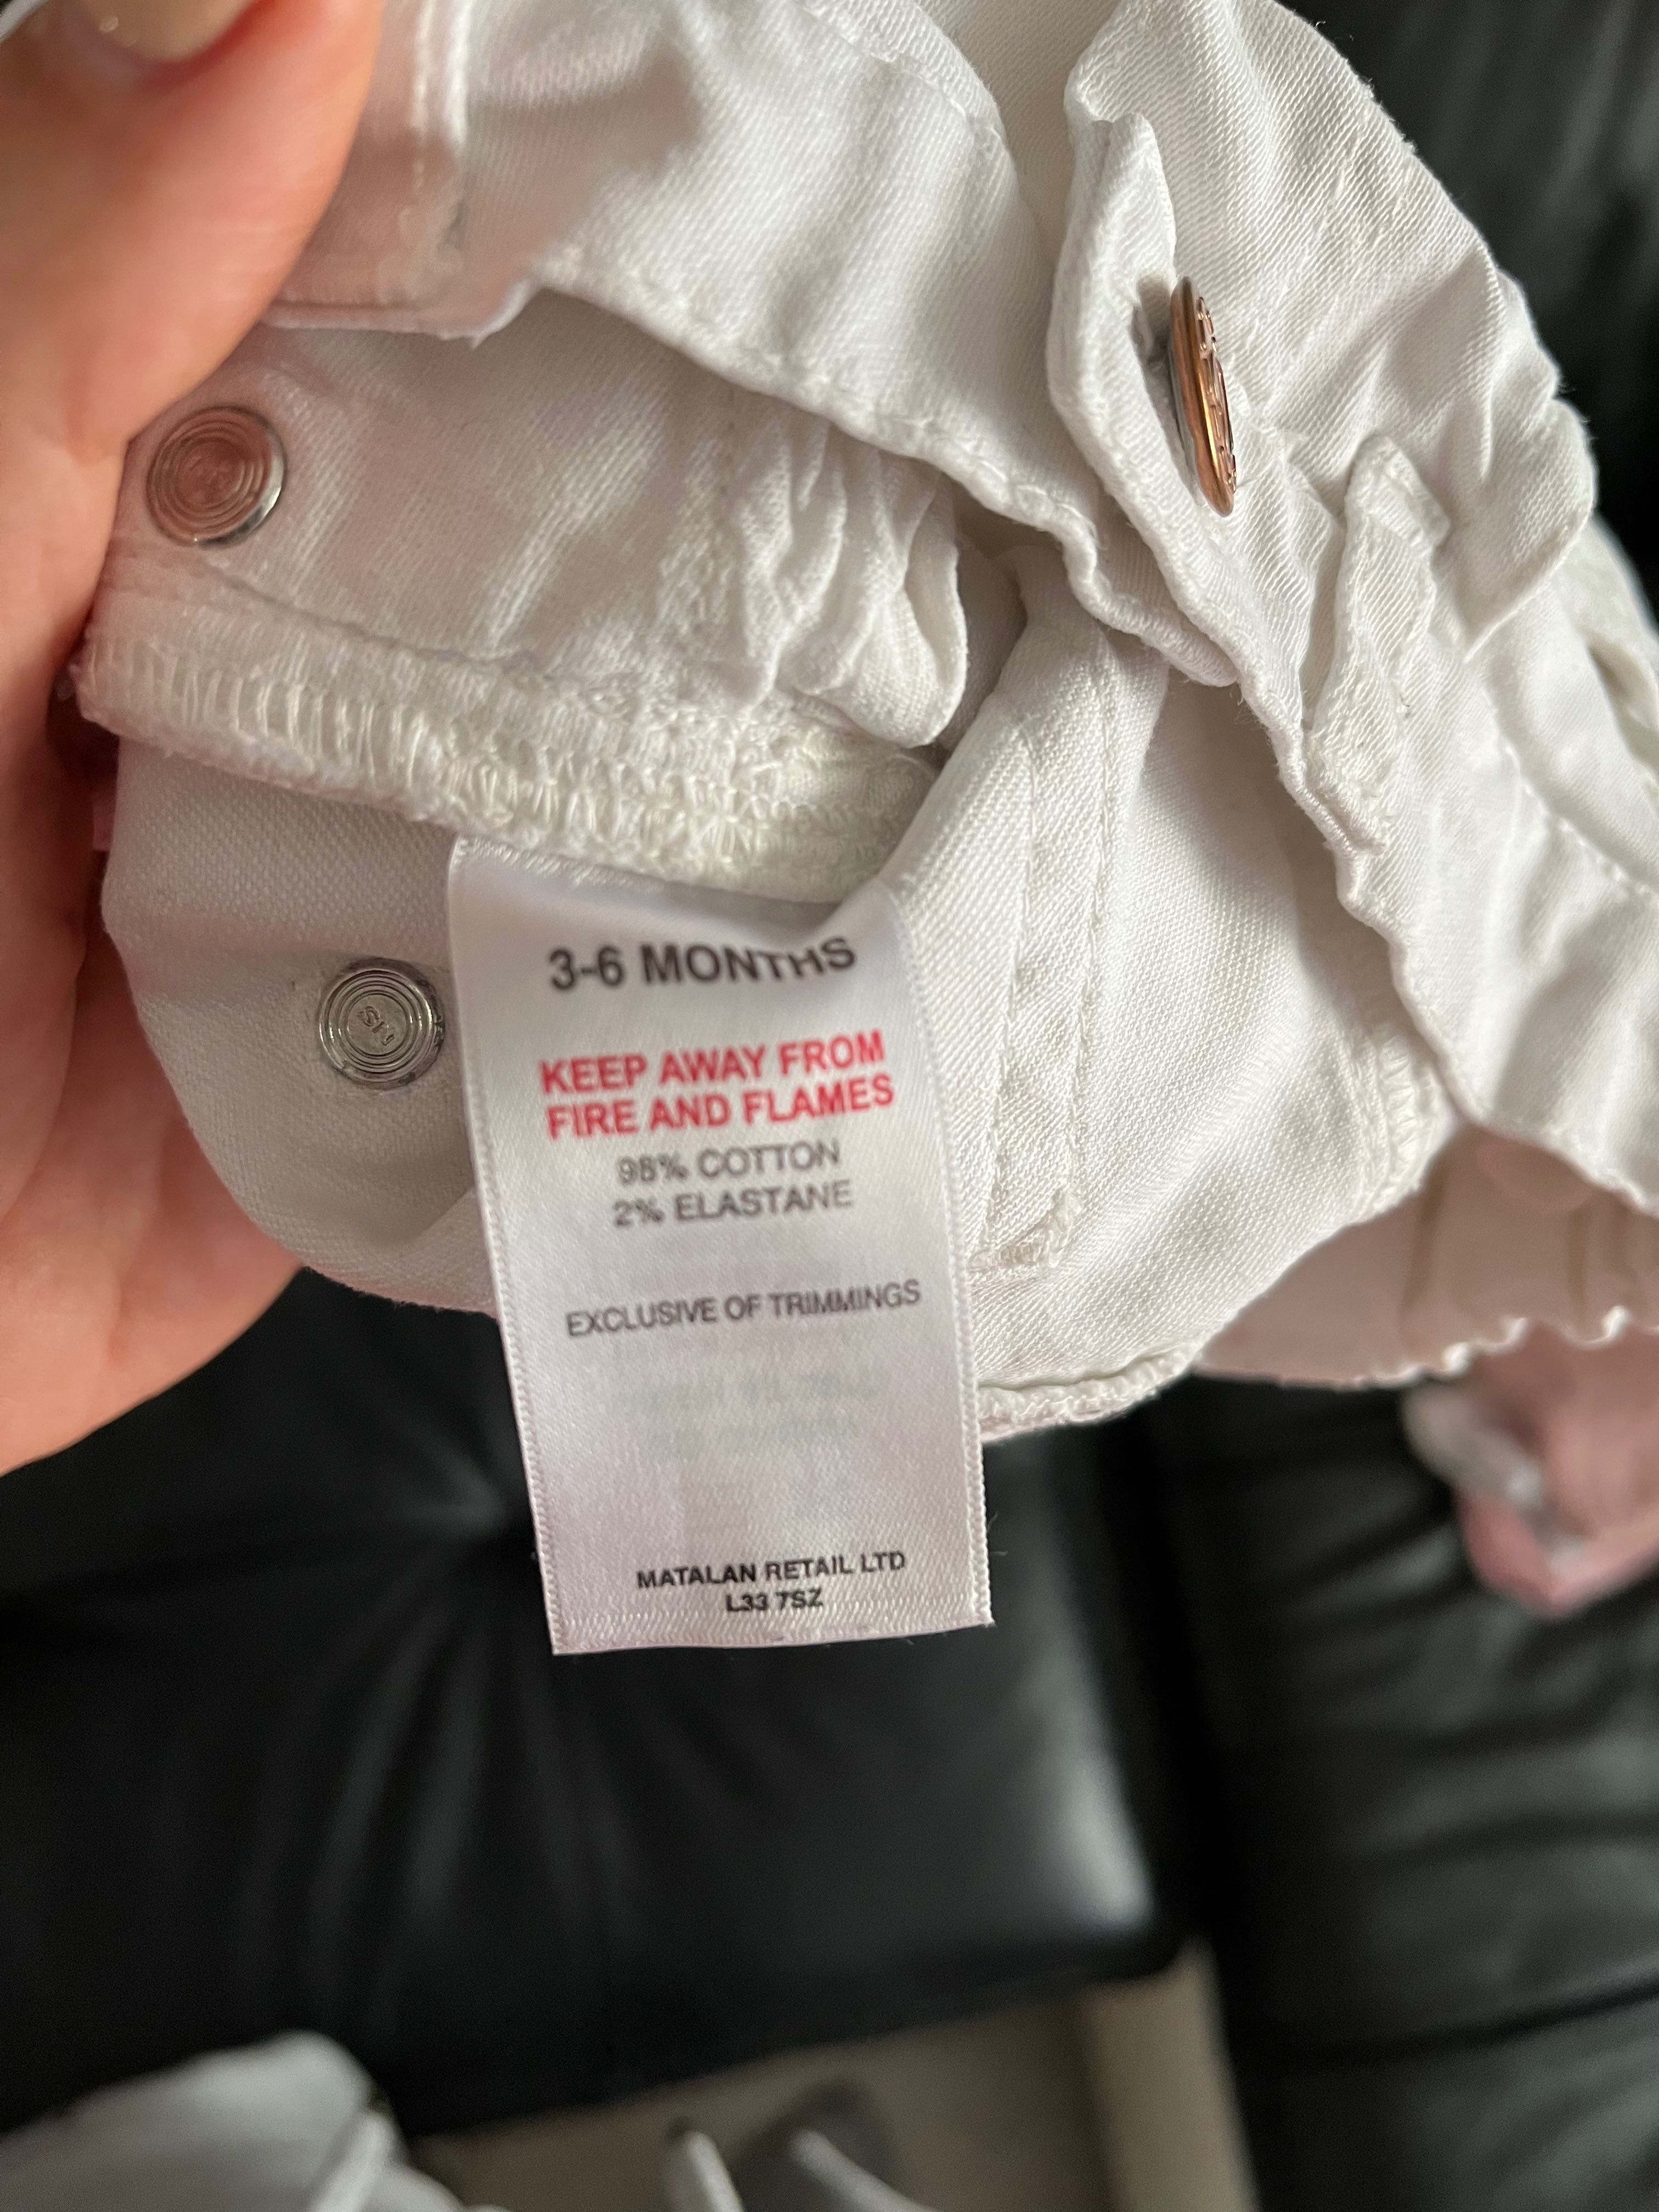 3-6 MONTHS
KEEP AWAY FROM
FIRE AND FLAMES
98% COTTON
2% ELASTANE
EXCLUSIVE OF TRIMMINGS
MATALAN RETAIL LTD
L33 7SZ